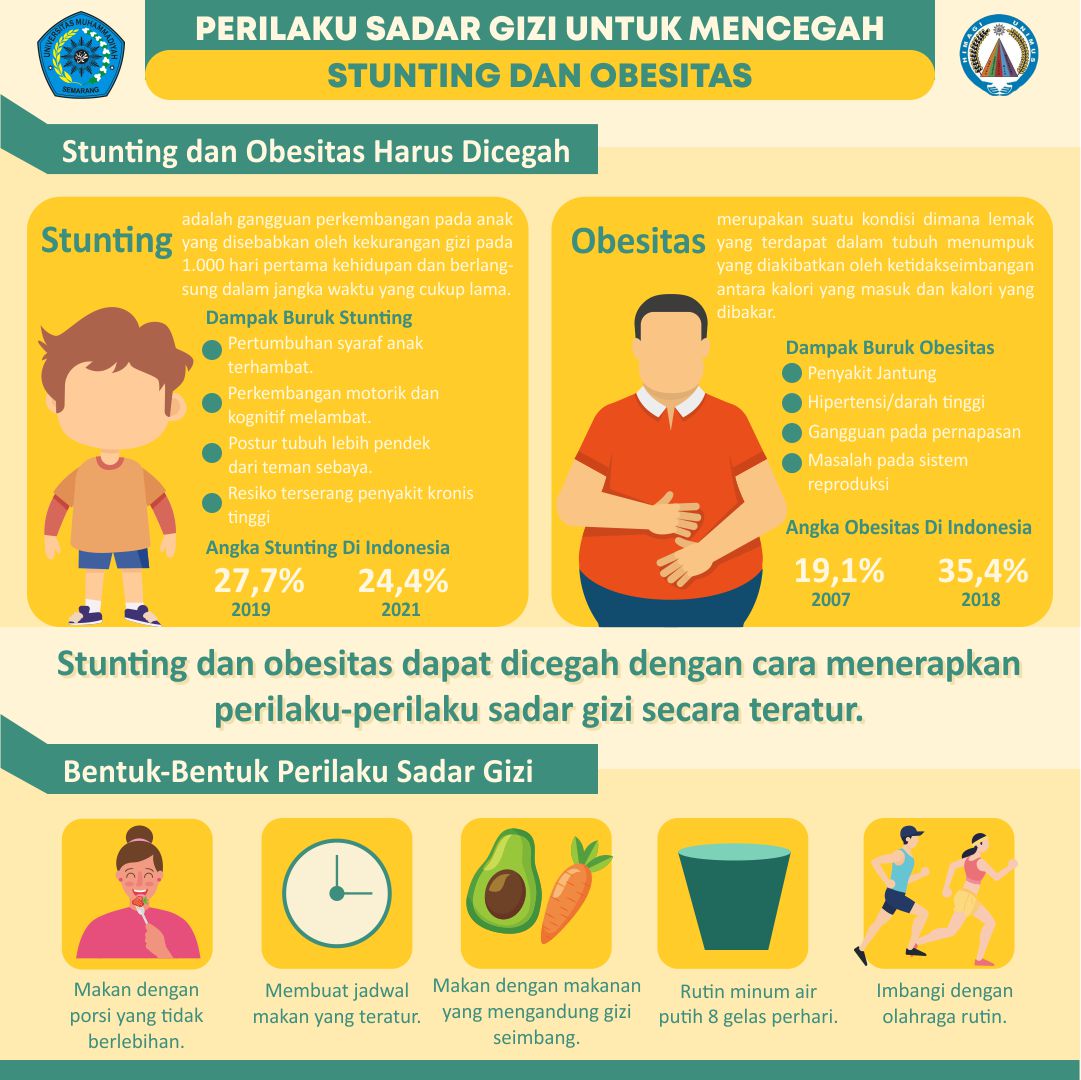 PERILAKU SADAR GIZI UNTUK MENCEGAH
STUNTING DAN OBESITAS
UNIVERSITAS MUHAMMADIYAH
SEMARANG
HIMAGI UNIMUS
Stunting dan Obesitas Harus Dicegah
Stunting
adalah gangguan perkembangan pada anak
yang disebabkan oleh kekurangan gizi pada
1.000 hari pertama kehidupan dan berlang-
sung dalam jangka waktu yang cukup lama.
Dampak Buruk Stunting
Pertumbuhan syaraf anak
terhambat.
Perkembangan motorik dan
kognitif melambat.
Postur tubuh lebih pendek
dari teman sebaya.
Resiko terserang penyakit kronis
tinggi
Angka Stunting Di Indonesia
27,7% 24,4%
2019 2021
Obesitas
merupakan suatu kondisi dimana lemak
yang terdapat dalam tubuh menumpuk
yang diakibatkan oleh ketidakseimbangan
antara kalori yang masuk dan kalori yang
dibakar.
Dampak Buruk Obesitas
Penyakit Jantung
Hipertensi/darah tinggi
Gangguan pada pernapasan
Masalah pada sistem
reproduksi
Angka Obesitas Di Indonesia
19,1% 35,4%
2007 2018
Stunting dan obesitas dapat dicegah dengan cara menerapkan
perilaku-perilaku sadar gizi secara teratur.
Bentuk-Bentuk Perilaku Sadar Gizi
Makan dengan
porsi yang tidak
berlebihan.
Membuat jadwal
makan yang teratur.
Makan dengan makanan
yang mengandung gizi
seimbang.
Rutin minum air
putih 8 gelas perhari.
Imbangi dengan
olahraga rutin.